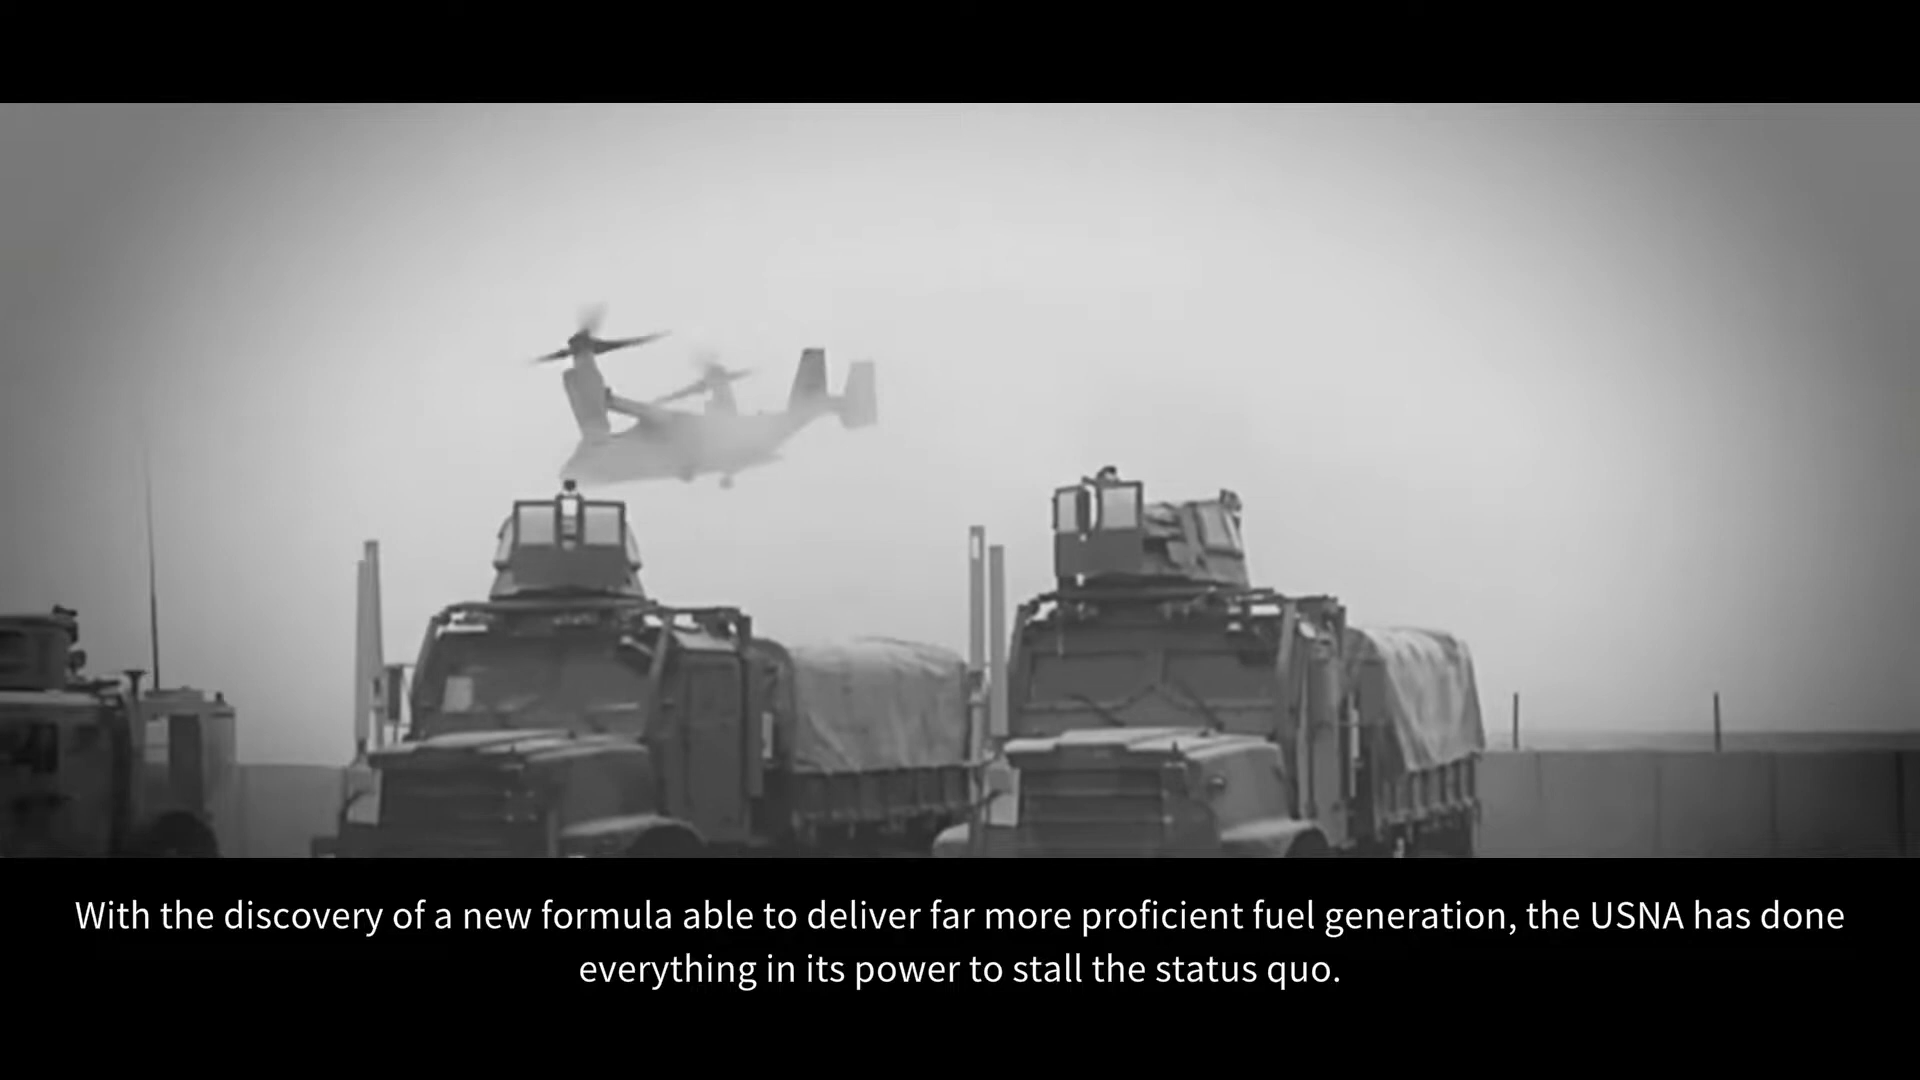 With the discovery of a new formula able to deliver far more proficient fuel generation, the USNA has done
everything in its power to stall the status quo.